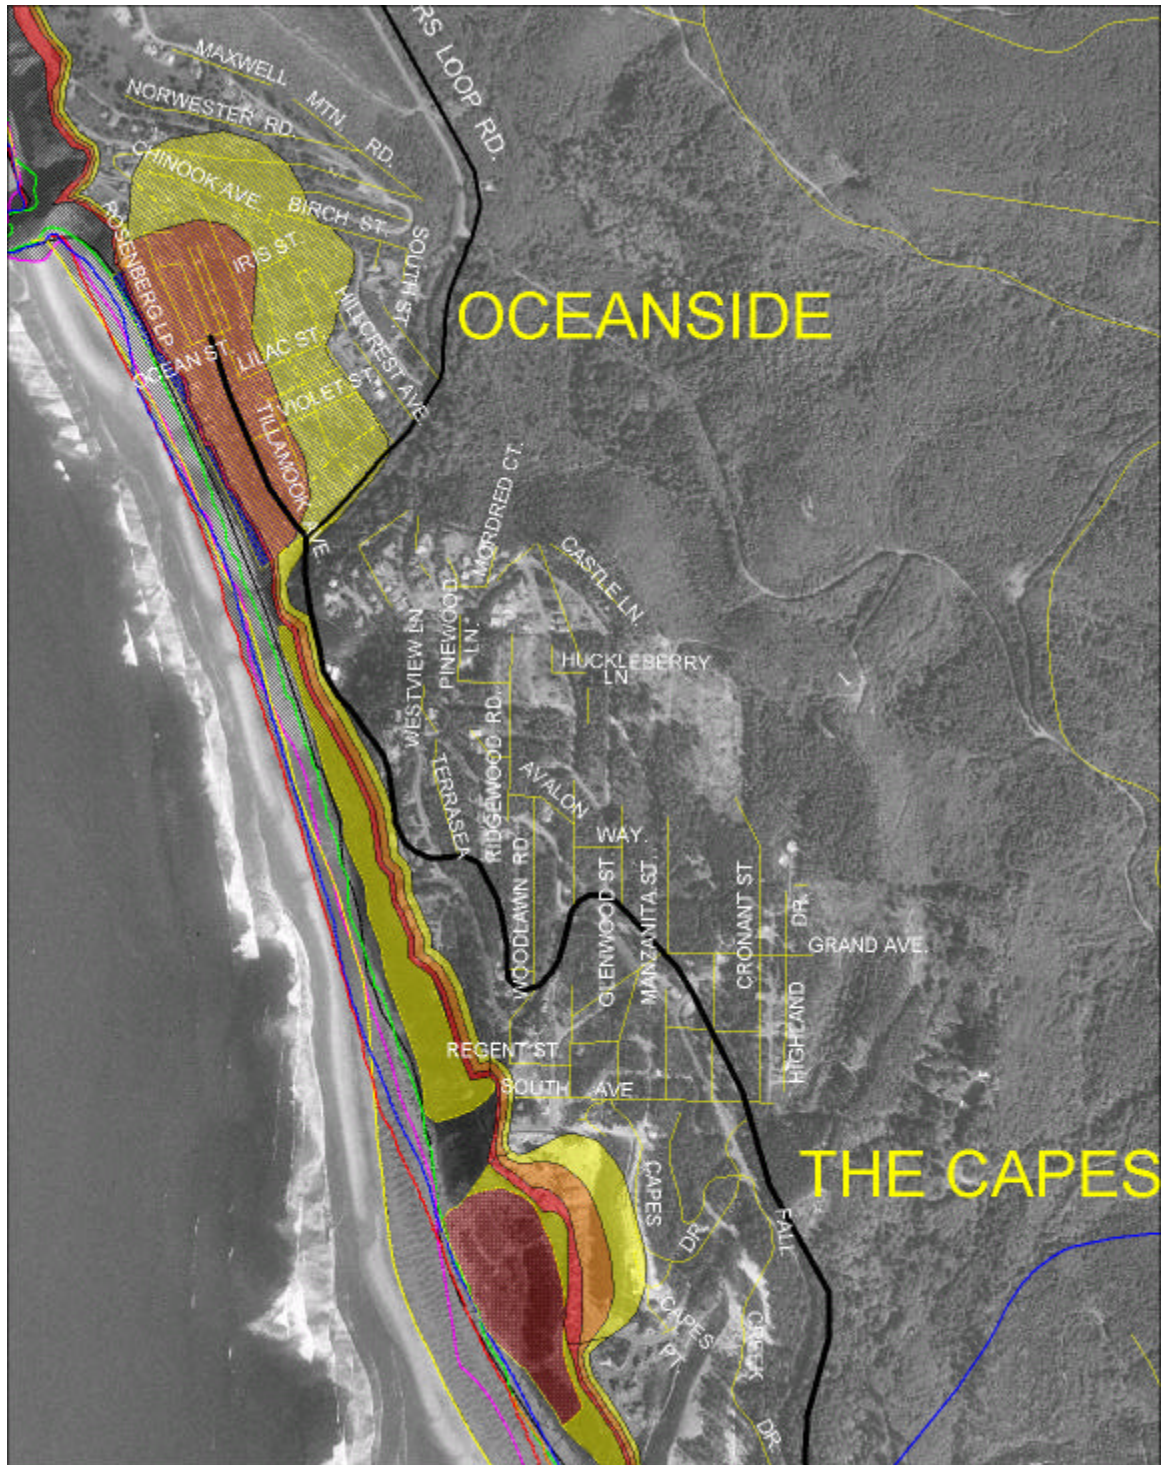 RS LOOP RD.
MAXWELL
MTN
RD.
NORWESTER RD.
CHINOOK AVE.
BIRCH ST.
SOUTH ST.
ROSENBERG LP
IRIS ST.
HILLCREST AVE
OCEANSIDE
OCEAN ST.
LILAC ST.
VIOLET ST.
TILLAMOOK AVE
MORDRED CT.
CASTLE LN.
PINEWOOD
LN.
WESTVIEW LN
HUCKLEBERRY
LN.
RIDGEWOOD RD.
TERRASEA
AVALON
WAY.
WOODLAWN RD.
GLENWOOD ST.
MANZANITA ST.
CRONANT ST.
HIGHLAND DR.
GRAND AVE.
REGENT ST
SOUTH AVE
THE CAPES
CAPES
DR.
FALL
CREEK
DR.
CAPES
PT.